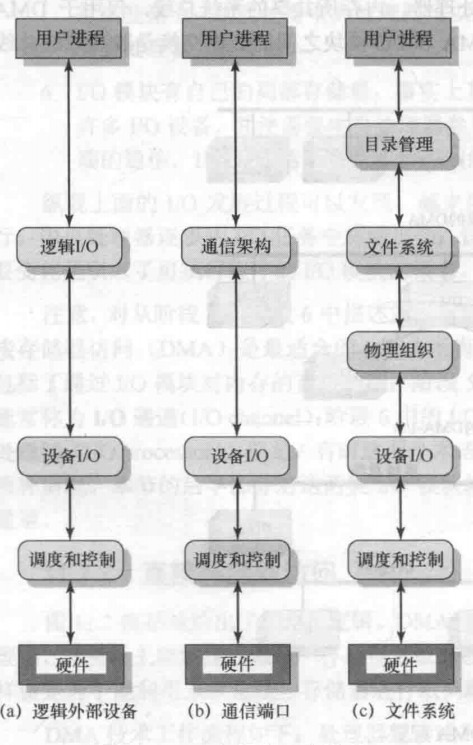 用户进程
用户进程
用户进程
目录管理
逻辑I/O
通信架构
文件系统
物理组织
设备I/O
设备I/O
设备I/O
调度和控制
调度和控制
调度和控制
硬件
硬件
硬件
(a) 逻辑外部设备
(b) 通信端口
(c) 文件系统